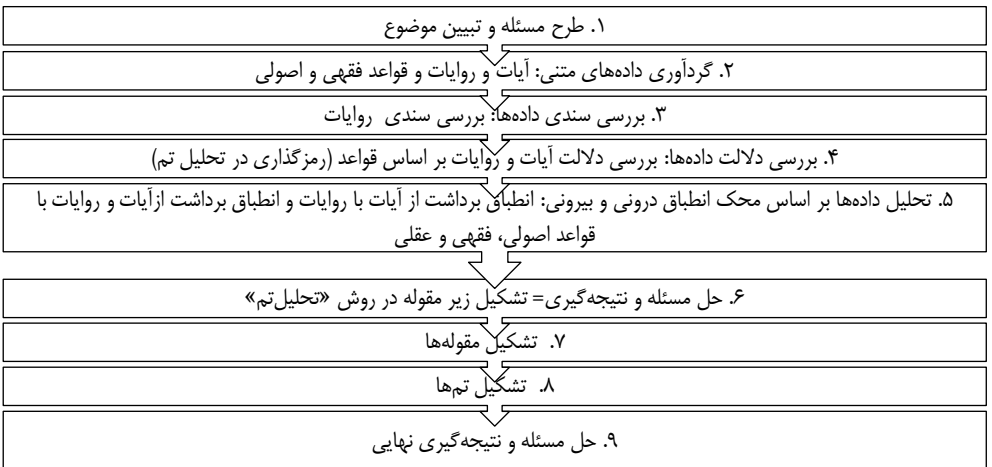 ۱. طرح مسئله و تبیین موضوع
۲. گردآوری داده‌های متنی: آیات و روایات و قواعد فقهی و اصولی
۳. بررسی سندی داده‌ها: بررسی سندی روایات
۴. بررسی دلالت داده‌ها: بررسی دلالت آیات و روایات بر اساس قواعد (رمزگذاری در تحلیل تم)
۵. تحلیل داده‌ها بر اساس محک انطباق درونی و بیرونی: انطباق برداشت از آیات با روایات و انطباق برداشت ازآیات و روایات با
قواعد اصولی، فقهی و عقلی
۶. حل مسئله و نتیجه‌گیری= تشکیل زیر مقوله در روش «تحلیل‌تم»
۷. تشکیل مقوله‌ها
۸. تشکیل تم‌ها
۹. حل مسئله و نتیجه‌گیری نهایی